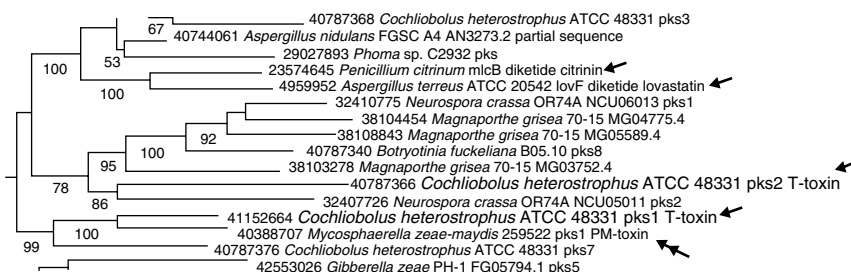 67 40787368 Cochliobolus heterostrophus ATCC 48331 pks3
40744061 Aspergillus nidulans FGSC A4 AN3273.2 partial sequence
53 29027893 Phoma sp. C2932 pks
100 23574645 Penicillium citrinum mlcB diketide citrinin
100 4959952 Aspergillus terreus ATCC 20542 lovF diketide lovastatin
32410775 Neurospora crassa OR74A NCU06013 pks1
38104454 Magnaporthe grisea 70-15 MG04775.4
92 38108843 Magnaporthe grisea 70-15 MG05589.4
100 40787340 Botryotinia fuckeliana B05.10 pks8
95 38103278 Magnaporthe grisea 70-15 MG03752.4
78 40787366 Cochliobolus heterostrophus ATCC 48331 pks2 T-toxin
86 32407726 Neurospora crassa OR74A NCU05011 pks2
41152664 Cochliobolus heterostrophus ATCC 48331 pks1 T-toxin
100 40388707 Mycosphaerella zeae-maydis 259522 pks1 PM-toxin
99 40787376 Cochliobolus heterostrophus ATCC 48331 pks7
42553026 Gibberella zeae PH-1 FG05794.1 pks5